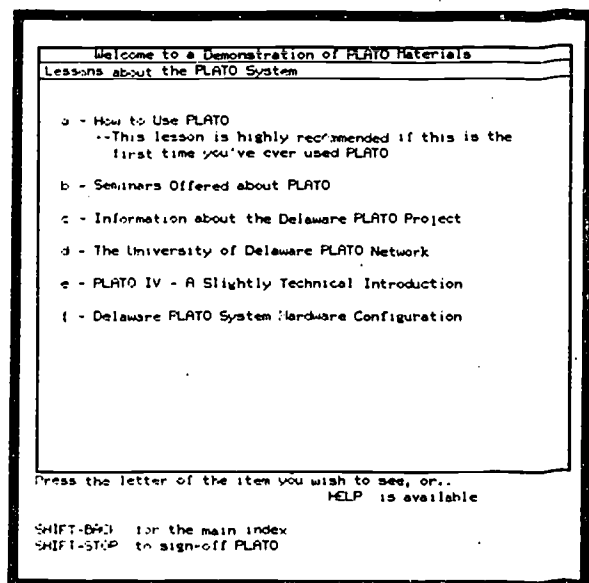 Welcome to a Demonstration of PLATO Materials
Lessons about the PLATO System
a - How to Use PLATO
--This lesson is highly recommended if this is the
first time you've ever used PLATO
b - Seminars Offered about PLATO
c - Information about the Delaware PLATO Project
d - The University of Delaware PLATO Network
e - PLATO IV - A Slightly Technical Introduction
f - Delaware PLATO System Hardware Configuration
Press the letter of the item you wish to see, or..
HELP is available
SHIFT-BACK for the main index
SHIFT-STOP to sign-off PLATO